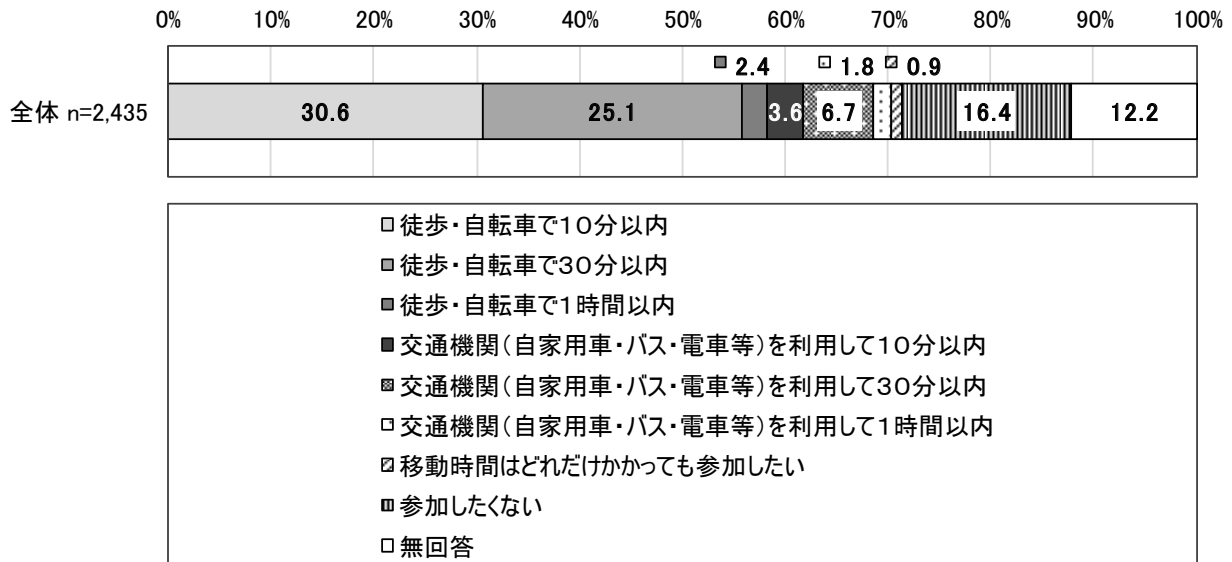 0% 10% 20% 30% 40% 50% 60% 70% 80% 90% 100%
2.4 1.8 0.9
全体 n=2,435 30.6 25.1 3.6 6.7 16.4 12.2
徒歩・自転車で10分以内
徒歩・自転車で30分以内
徒歩・自転車で1時間以内
交通機関（自家用車・バス・電車等）を利用して10分以内
交通機関（自家用車・バス・電車等）を利用して30分以内
交通機関（自家用車・バス・電車等）を利用して1時間以内
移動時間はどれだけかかっても参加したい
参加したくない
無回答